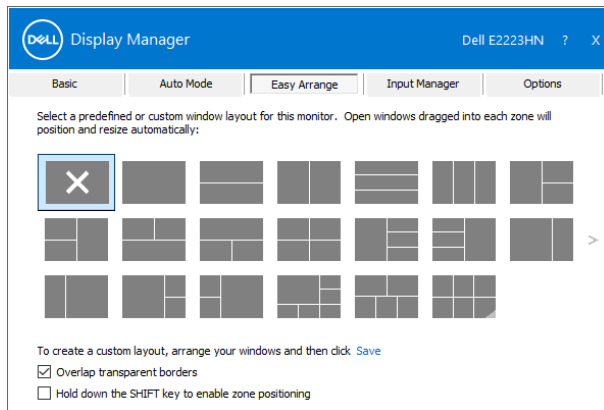 DELL Display Manager Dell E2223HN ? X
Basic Auto Mode Easy Arrange Input Manager Options
Select a predefined or custom window layout for this monitor. Open windows dragged into each zone will
position and resize automatically:
>
To create a custom layout, arrange your windows and then click Save
Overlap transparent borders
Hold down the SHIFT key to enable zone positioning